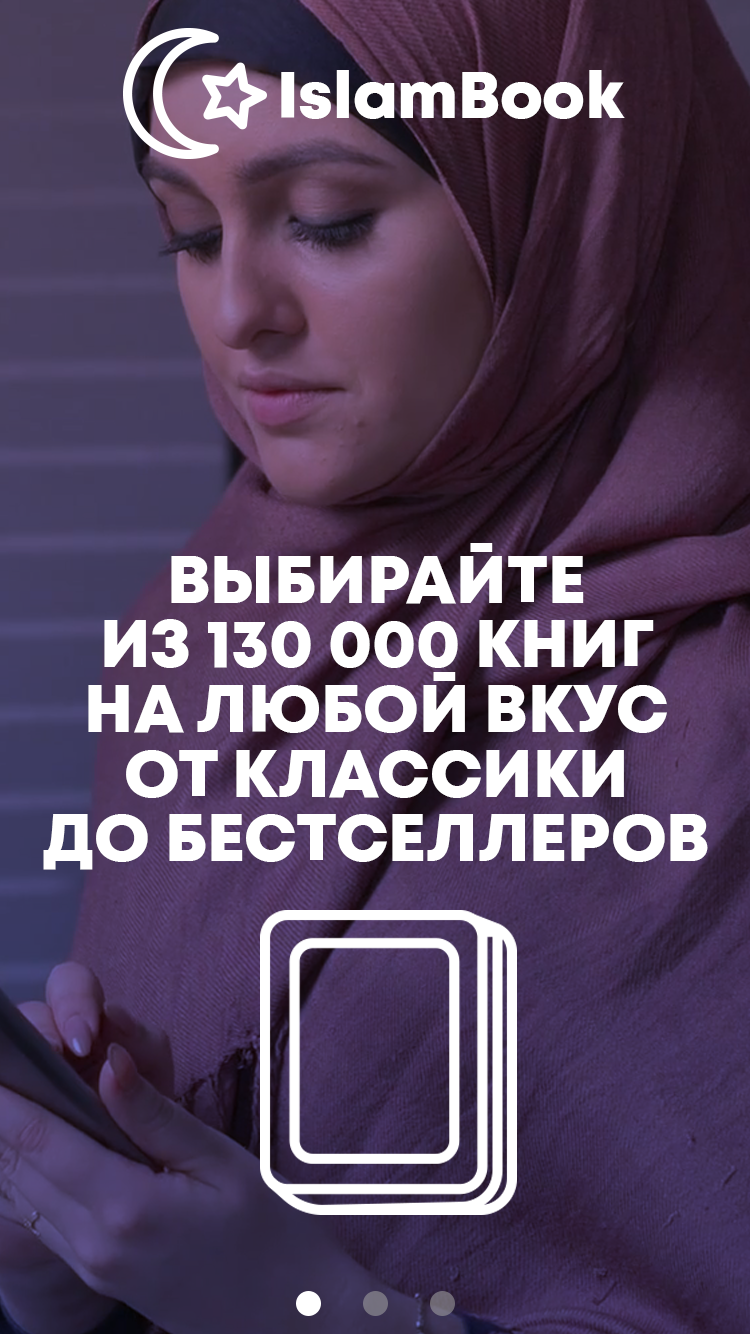 IslamBook
ВЫБИРАЙТЕ
ИЗ 130 000 КНИГ
НА ЛЮБОЙ ВКУС
ОТ КЛАССИКИ
ДО БЕСТСЕЛЛЕРОВ